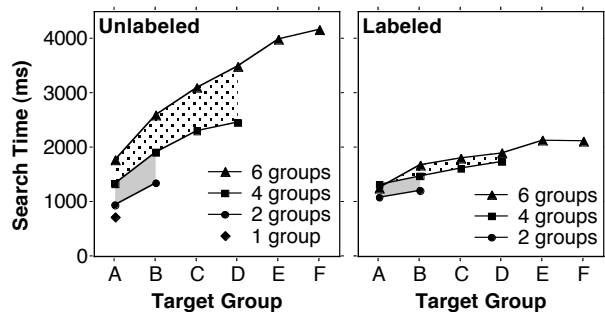 Unlabeled
Labeled
Search Time (ms)
4000
3000
2000
1000
0
6 groups
4 groups
2 groups
1 group
6 groups
4 groups
2 groups
A B C D E F
A B C D E F
Target Group
Target Group